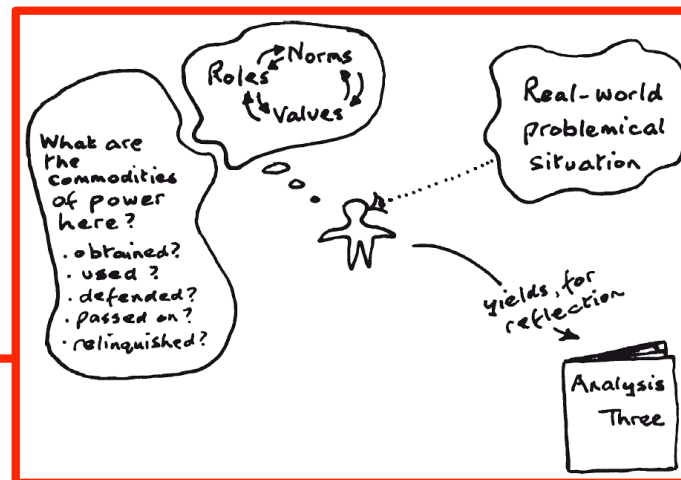 Norms
Roles
Values
What are
the
commodities
of power
here?
· obtained?
· used?
· defended?
· passed on?
· relinquished?
Real-world
problemical
situation
yields, for
reflection
Analysis
Three